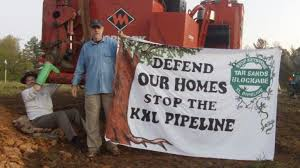 DEFEND
OUR HOMES
STOP THE
KXL PIPELINE
TAR SANDS
BLOCKADE